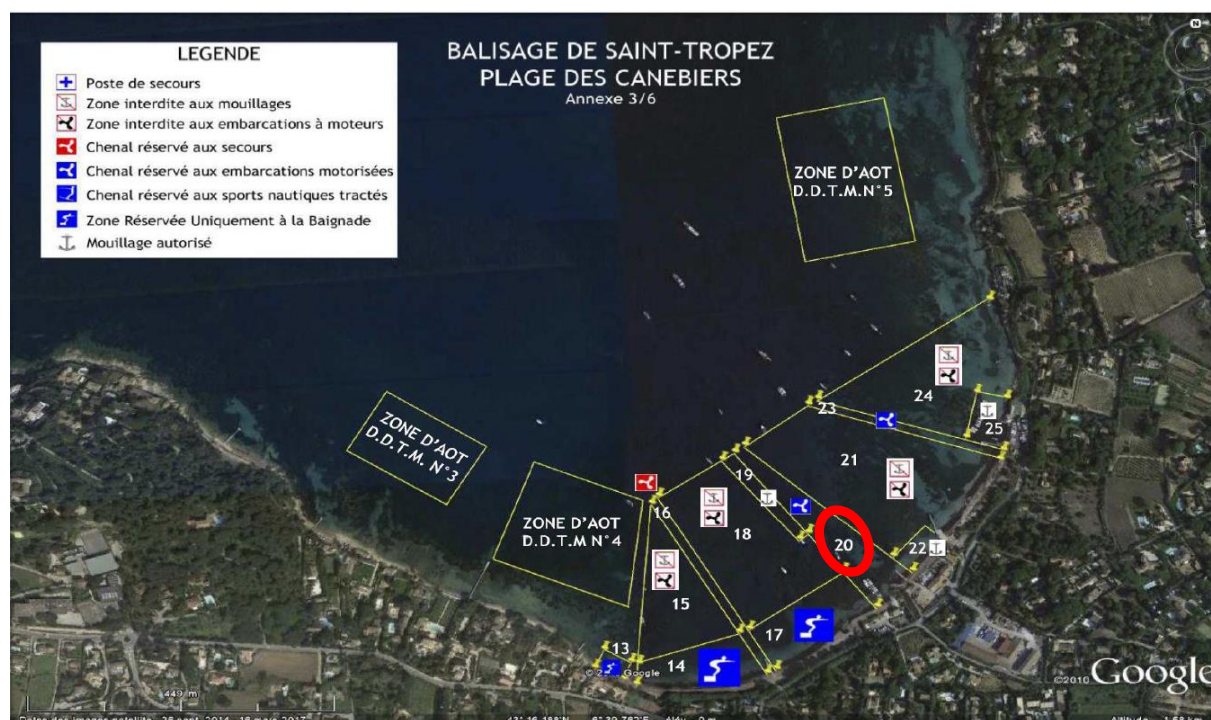 LEGENDE
Poste de secours
Zone interdite aux mouillages
Zone interdite aux embarcations à moteurs
Chenal réservé aux secours
Chenal réservé aux embarcations motorisées
Chenal réservé aux sports nautiques tractés
Zone Réservée Uniquement à la Baignade
Mouillage autorisé
BALISAGE DE SAINT-TROPEZ
PLAGE DES CANEBIERS
Annexe 3/6
N
ZONE D'AOT
D.D.T.M.N°5
ZONE D'AOT
D.D.T.M. N°3
ZONE D'AOT
D.D.T.M N°4
24
23
25
21
19
16
18
20
22
15
17
13
14
Google
©2010 Google
449 m